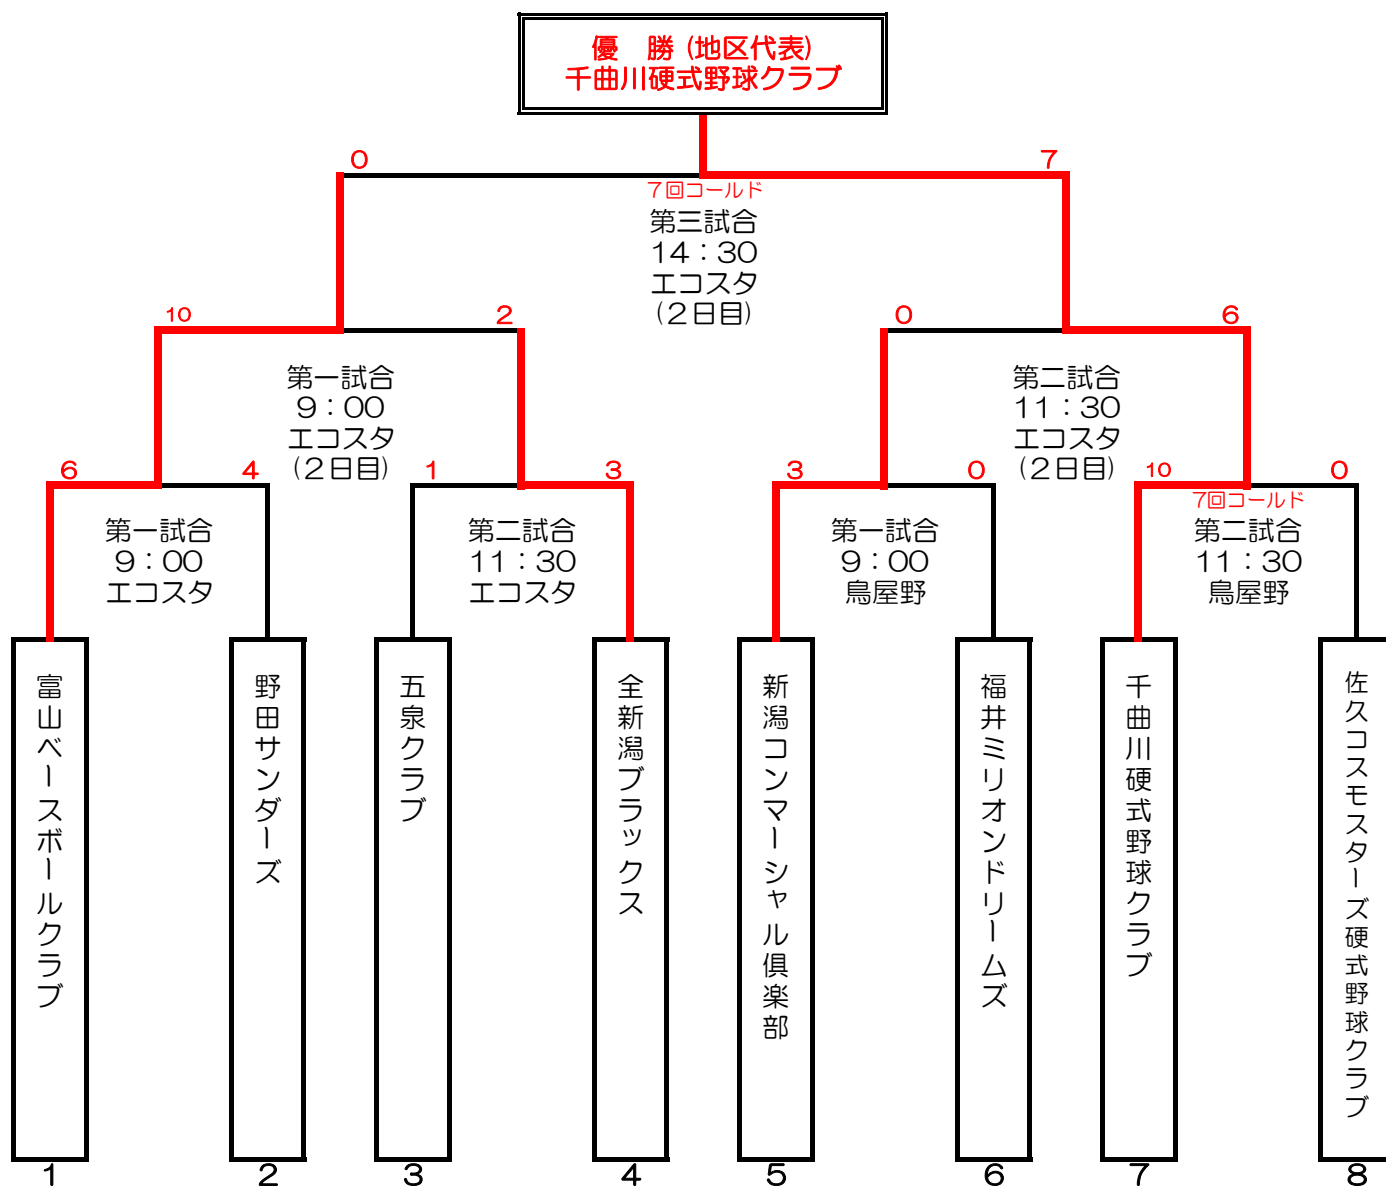 優　勝（地区代表）
千曲川硬式野球クラブ
0
7
7回コールド
第三試合
14：30
エコスタ
（2日目）
10
2
0
6
第一試合
9：00
エコスタ
（2日目）
第二試合
11：30
エコスタ
（2日目）
6
4
1
3
3
0
10
0
7回コールド
第一試合
9：00
エコスタ
第二試合
11：30
エコスタ
第一試合
9：00
鳥屋野
第二試合
11：30
鳥屋野
富山ベースボールクラブ
野田サンダーズ
五泉クラブ
全新潟ブラックス
新潟コンマーシャル倶楽部
福井ミリオンドリームズ
千曲川硬式野球クラブ
佐久コスモスターズ硬式野球クラブ
1
2
3
4
5
6
7
8